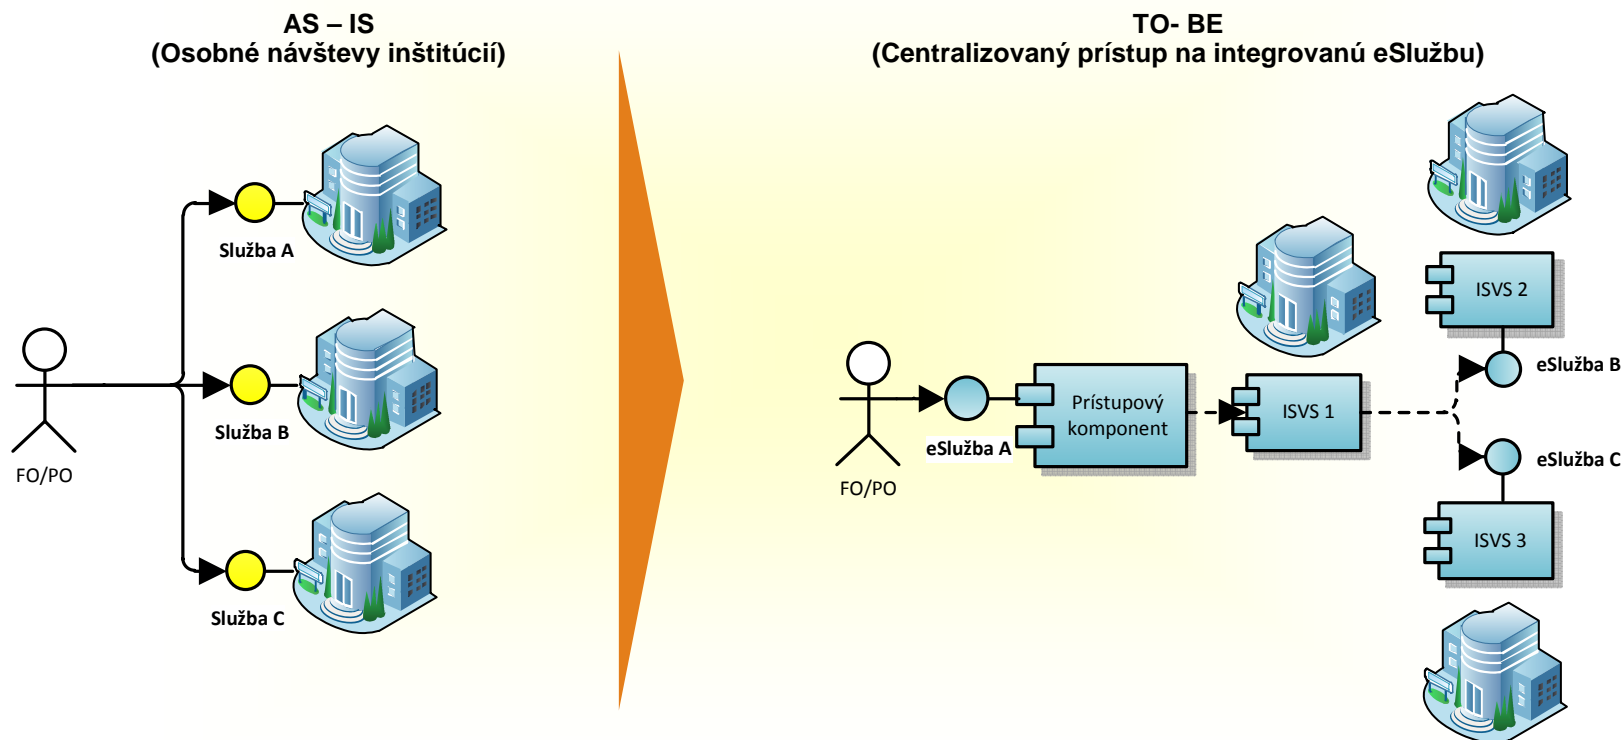 AS – IS
(Osobné návštevy inštitúcií)
Služba A
Služba B
Služba C
FO/PO
TO- BE
(Centralizovaný prístup na integrovanú eSlužbu)
FO/PO
eSlužba A
Prístupový
komponent
ISVS 1
ISVS 2
eSlužba B
eSlužba C
ISVS 3